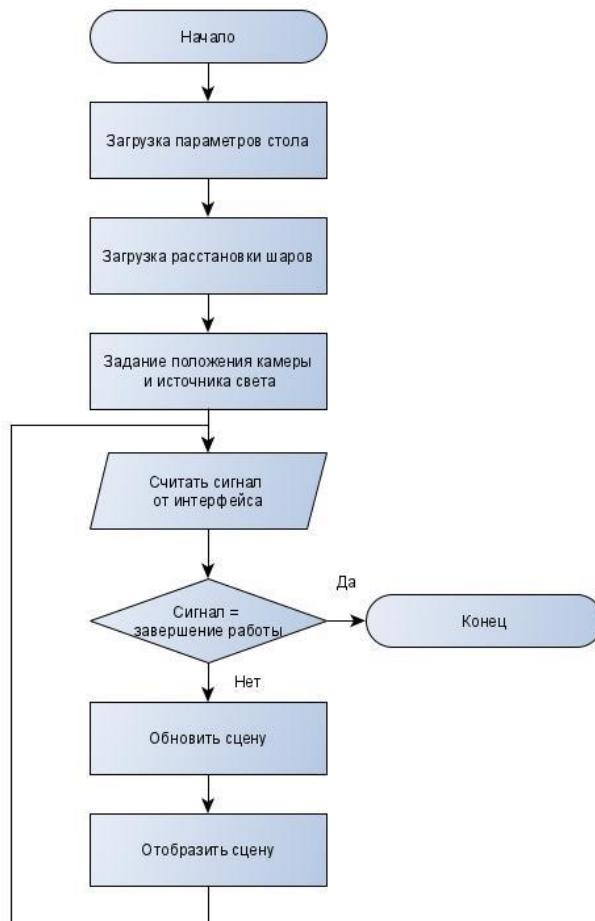 Начало
Загрузка параметров стола
Загрузка расстановки шаров
Задание положения камеры
и источника света
Считать сигнал
от интерфейса
Сигнал =
завершение работы
Да
Конец
Нет
Обновить сцену
Отобразить сцену